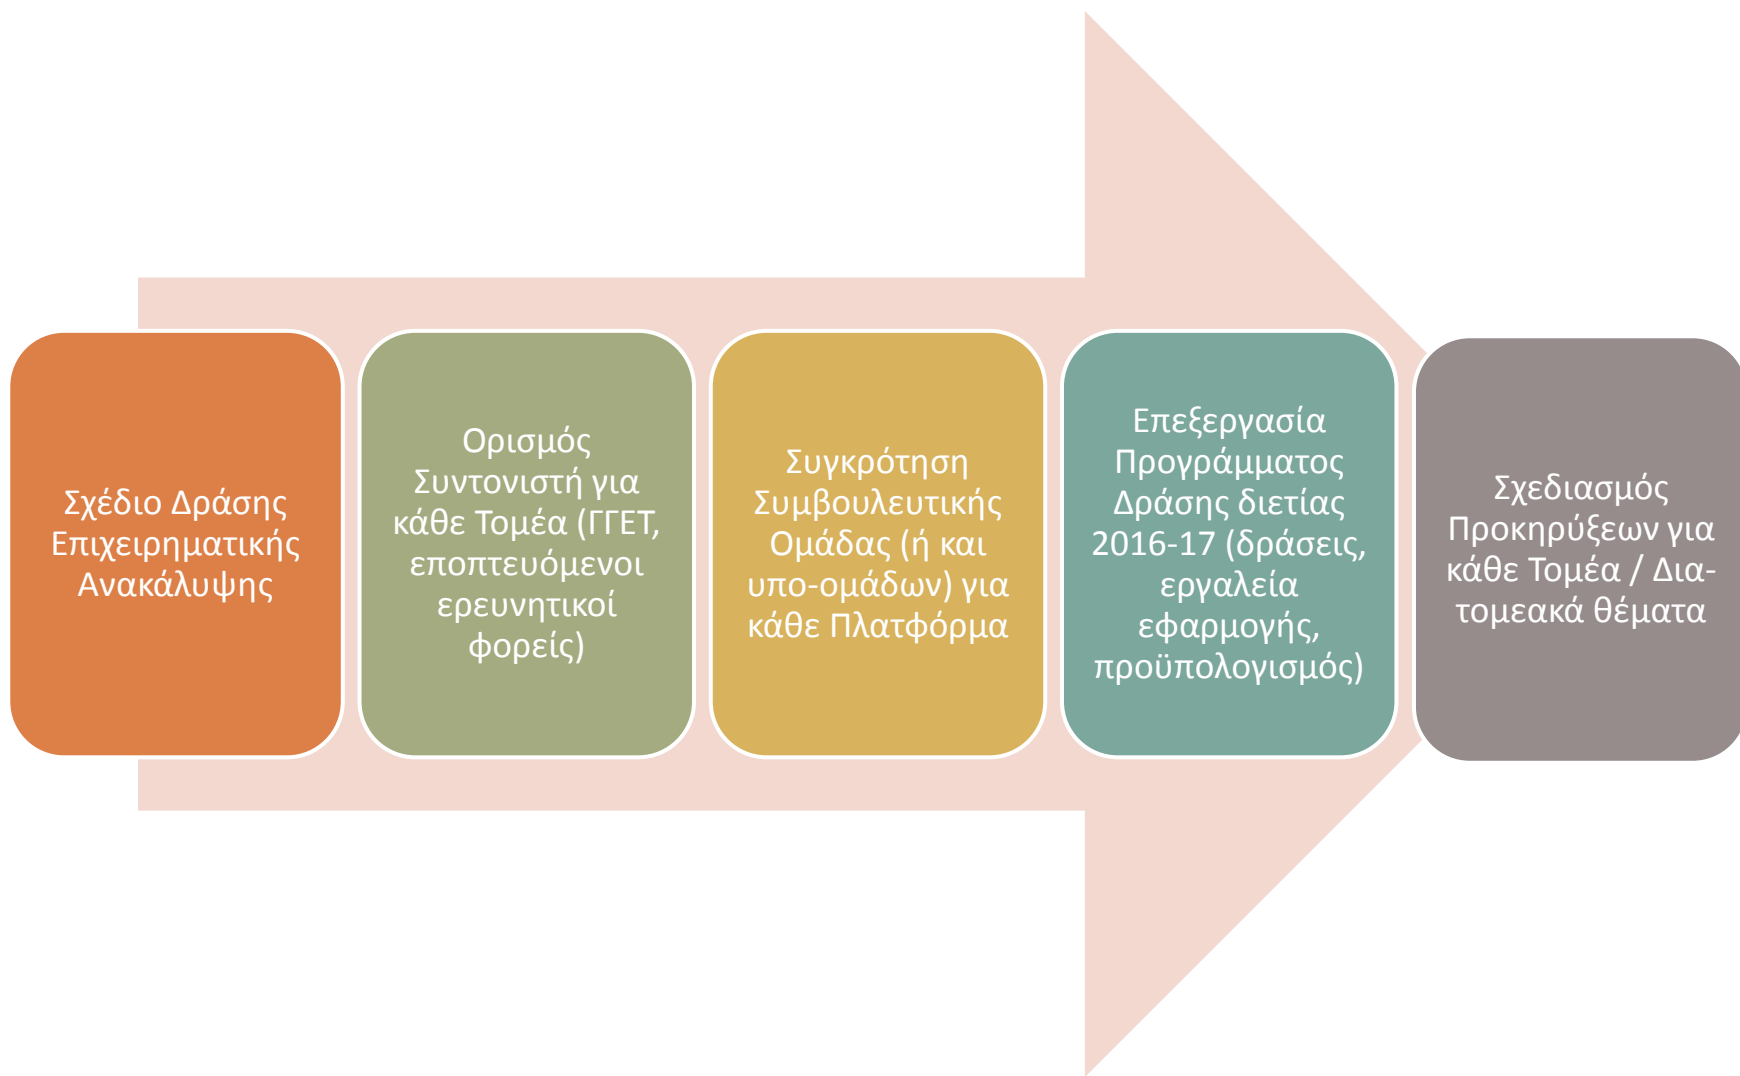 Σχέδιο Δράσης
Επιχειρηματικής
Ανακάλυψης
Ορισμός
Συντονιστή για
κάθε Τομέα (ΓΓΕΤ,
εποπτευόμενοι
ερευνητικοί
φορείς)
Συγκρότηση
Συμβουλευτικής
Ομάδας (ή και
υπο-ομάδων) για
κάθε Πλατφόρμα
Επεξεργασία
Προγράμματος
Δράσης διετίας
2016-17 (δράσεις,
εργαλεία
εφαρμογής,
προϋπολογισμός)
Σχεδιασμός
Προκηρύξεων για
κάθε Τομέα / Δια-
τομεακά θέματα